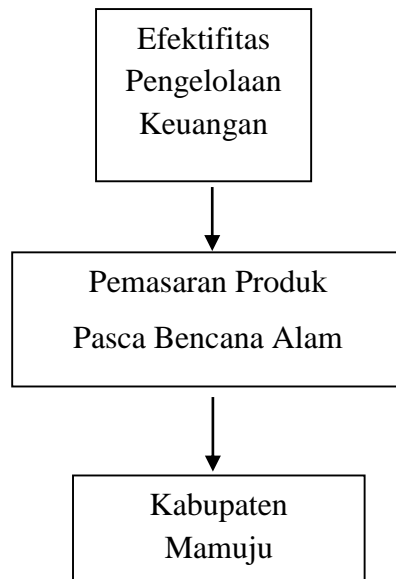 Efektifitas
Pengelolaan
Keuangan
Pemasaran Produk
Pasca Bencana Alam
Kabupaten
Mamuju